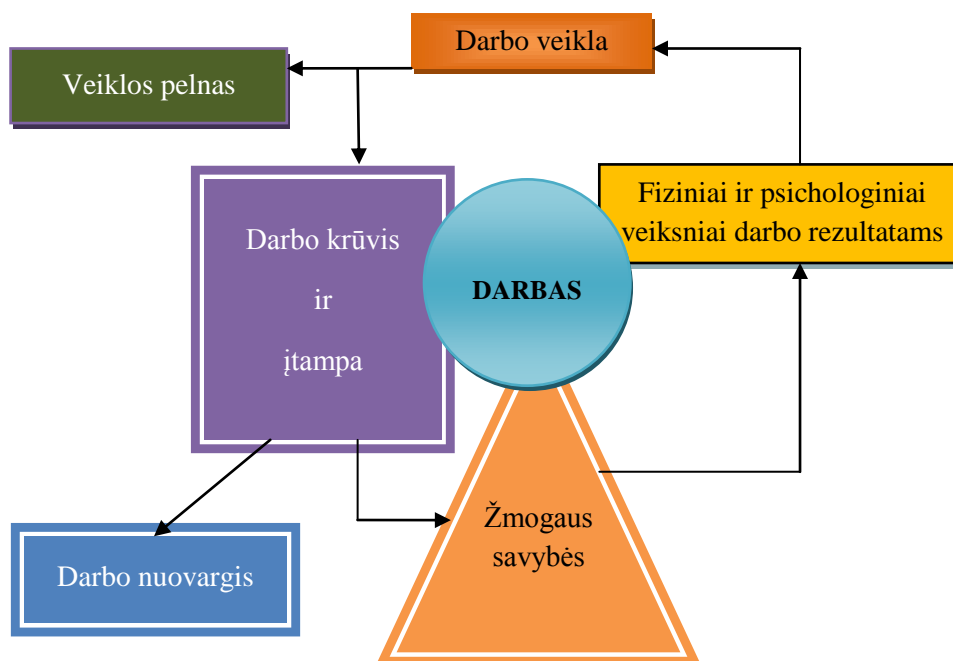 Darbo veikla
Veiklos pelnas
Fiziniai ir psichologiniai
veiksniai darbo rezultatams
Darbo krūvis
ir
įtampa
DARBAS
Žmogaus
savybės
Darbo nuovargis